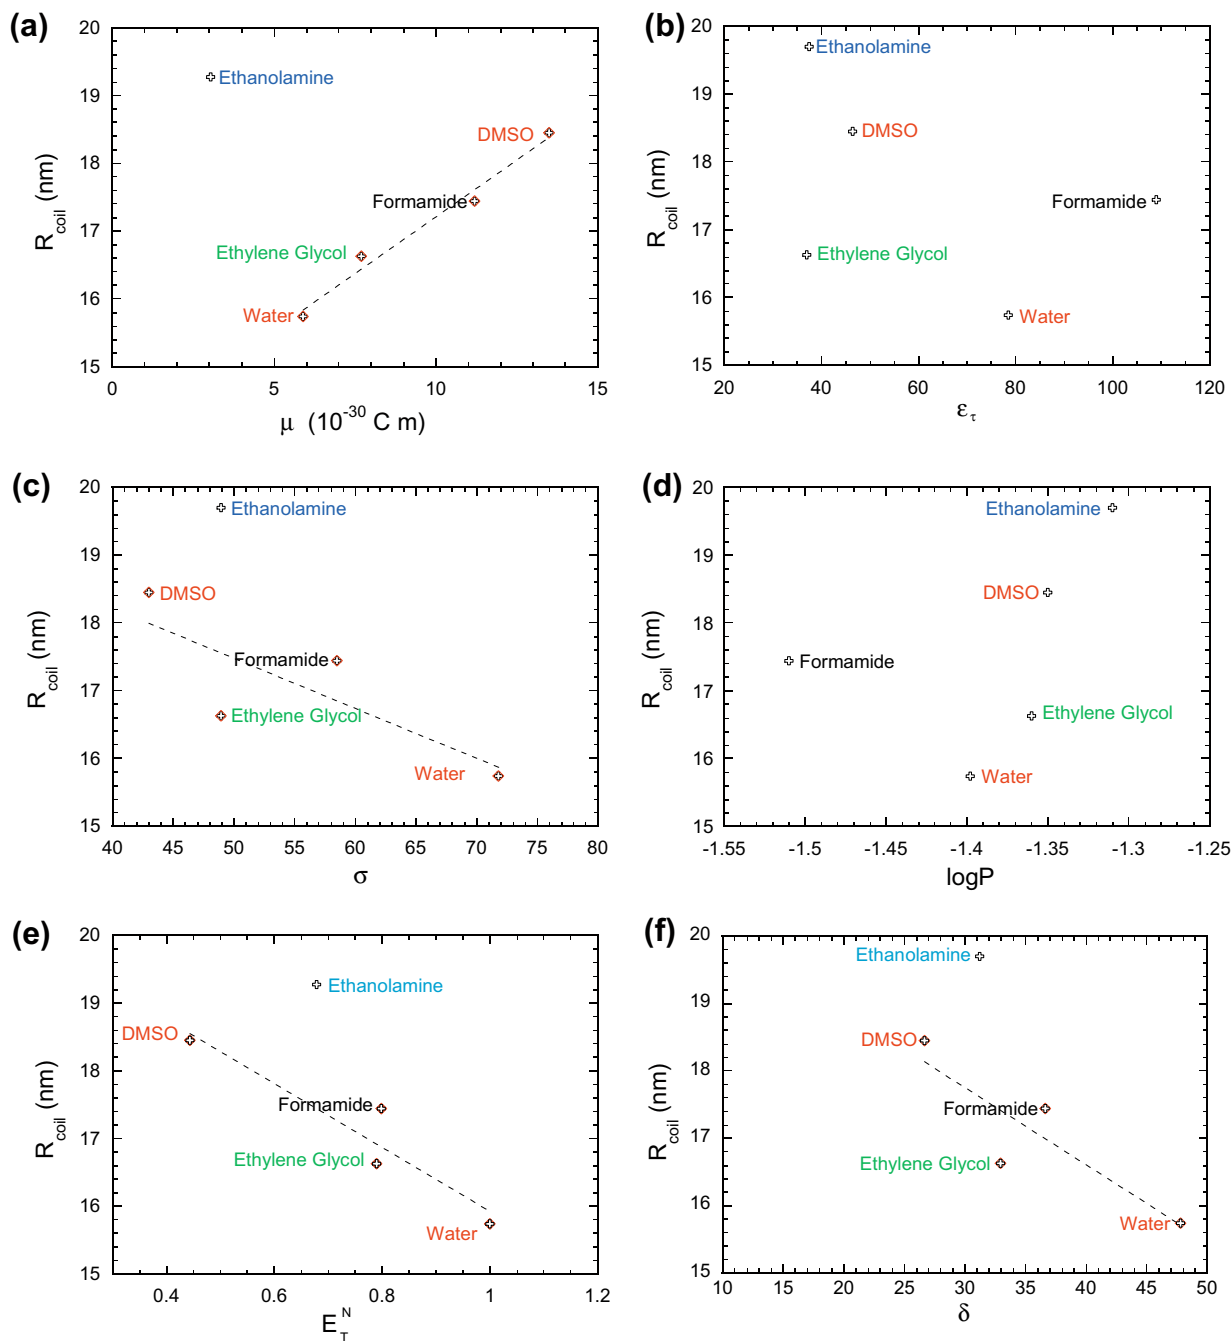 (a)
20
19
18
17
16
15
R_coil (nm)
Ethanolamine
DMSO
Formamide
Ethylene Glycol
Water
0 5 10 15
μ (10^-30 C m)
(b)
20
19
18
17
16
15
R_coil (nm)
Ethanolamine
DMSO
Formamide
Ethylene Glycol
Water
20 40 60 80 100 120
ε_τ
(c)
20
19
18
17
16
15
R_coil (nm)
Ethanolamine
DMSO
Formamide
Ethylene Glycol
Water
40 45 50 55 60 65 70 75 80
σ
(d)
20
19
18
17
16
15
R_coil (nm)
Ethanolamine
DMSO
Formamide
Ethylene Glycol
Water
-1.55 -1.5 -1.45 -1.4 -1.35 -1.3 -1.25
logP
(e)
20
19
18
17
16
15
R_coil (nm)
Ethanolamine
DMSO
Formamide
Ethylene Glycol
Water
0.4 0.6 0.8 1 1.2
E_T^N
(f)
20
19
18
17
16
15
R_coil (nm)
Ethanolamine
DMSO
Formamide
Ethylene Glycol
Water
10 15 20 25 30 35 40 45 50
δ